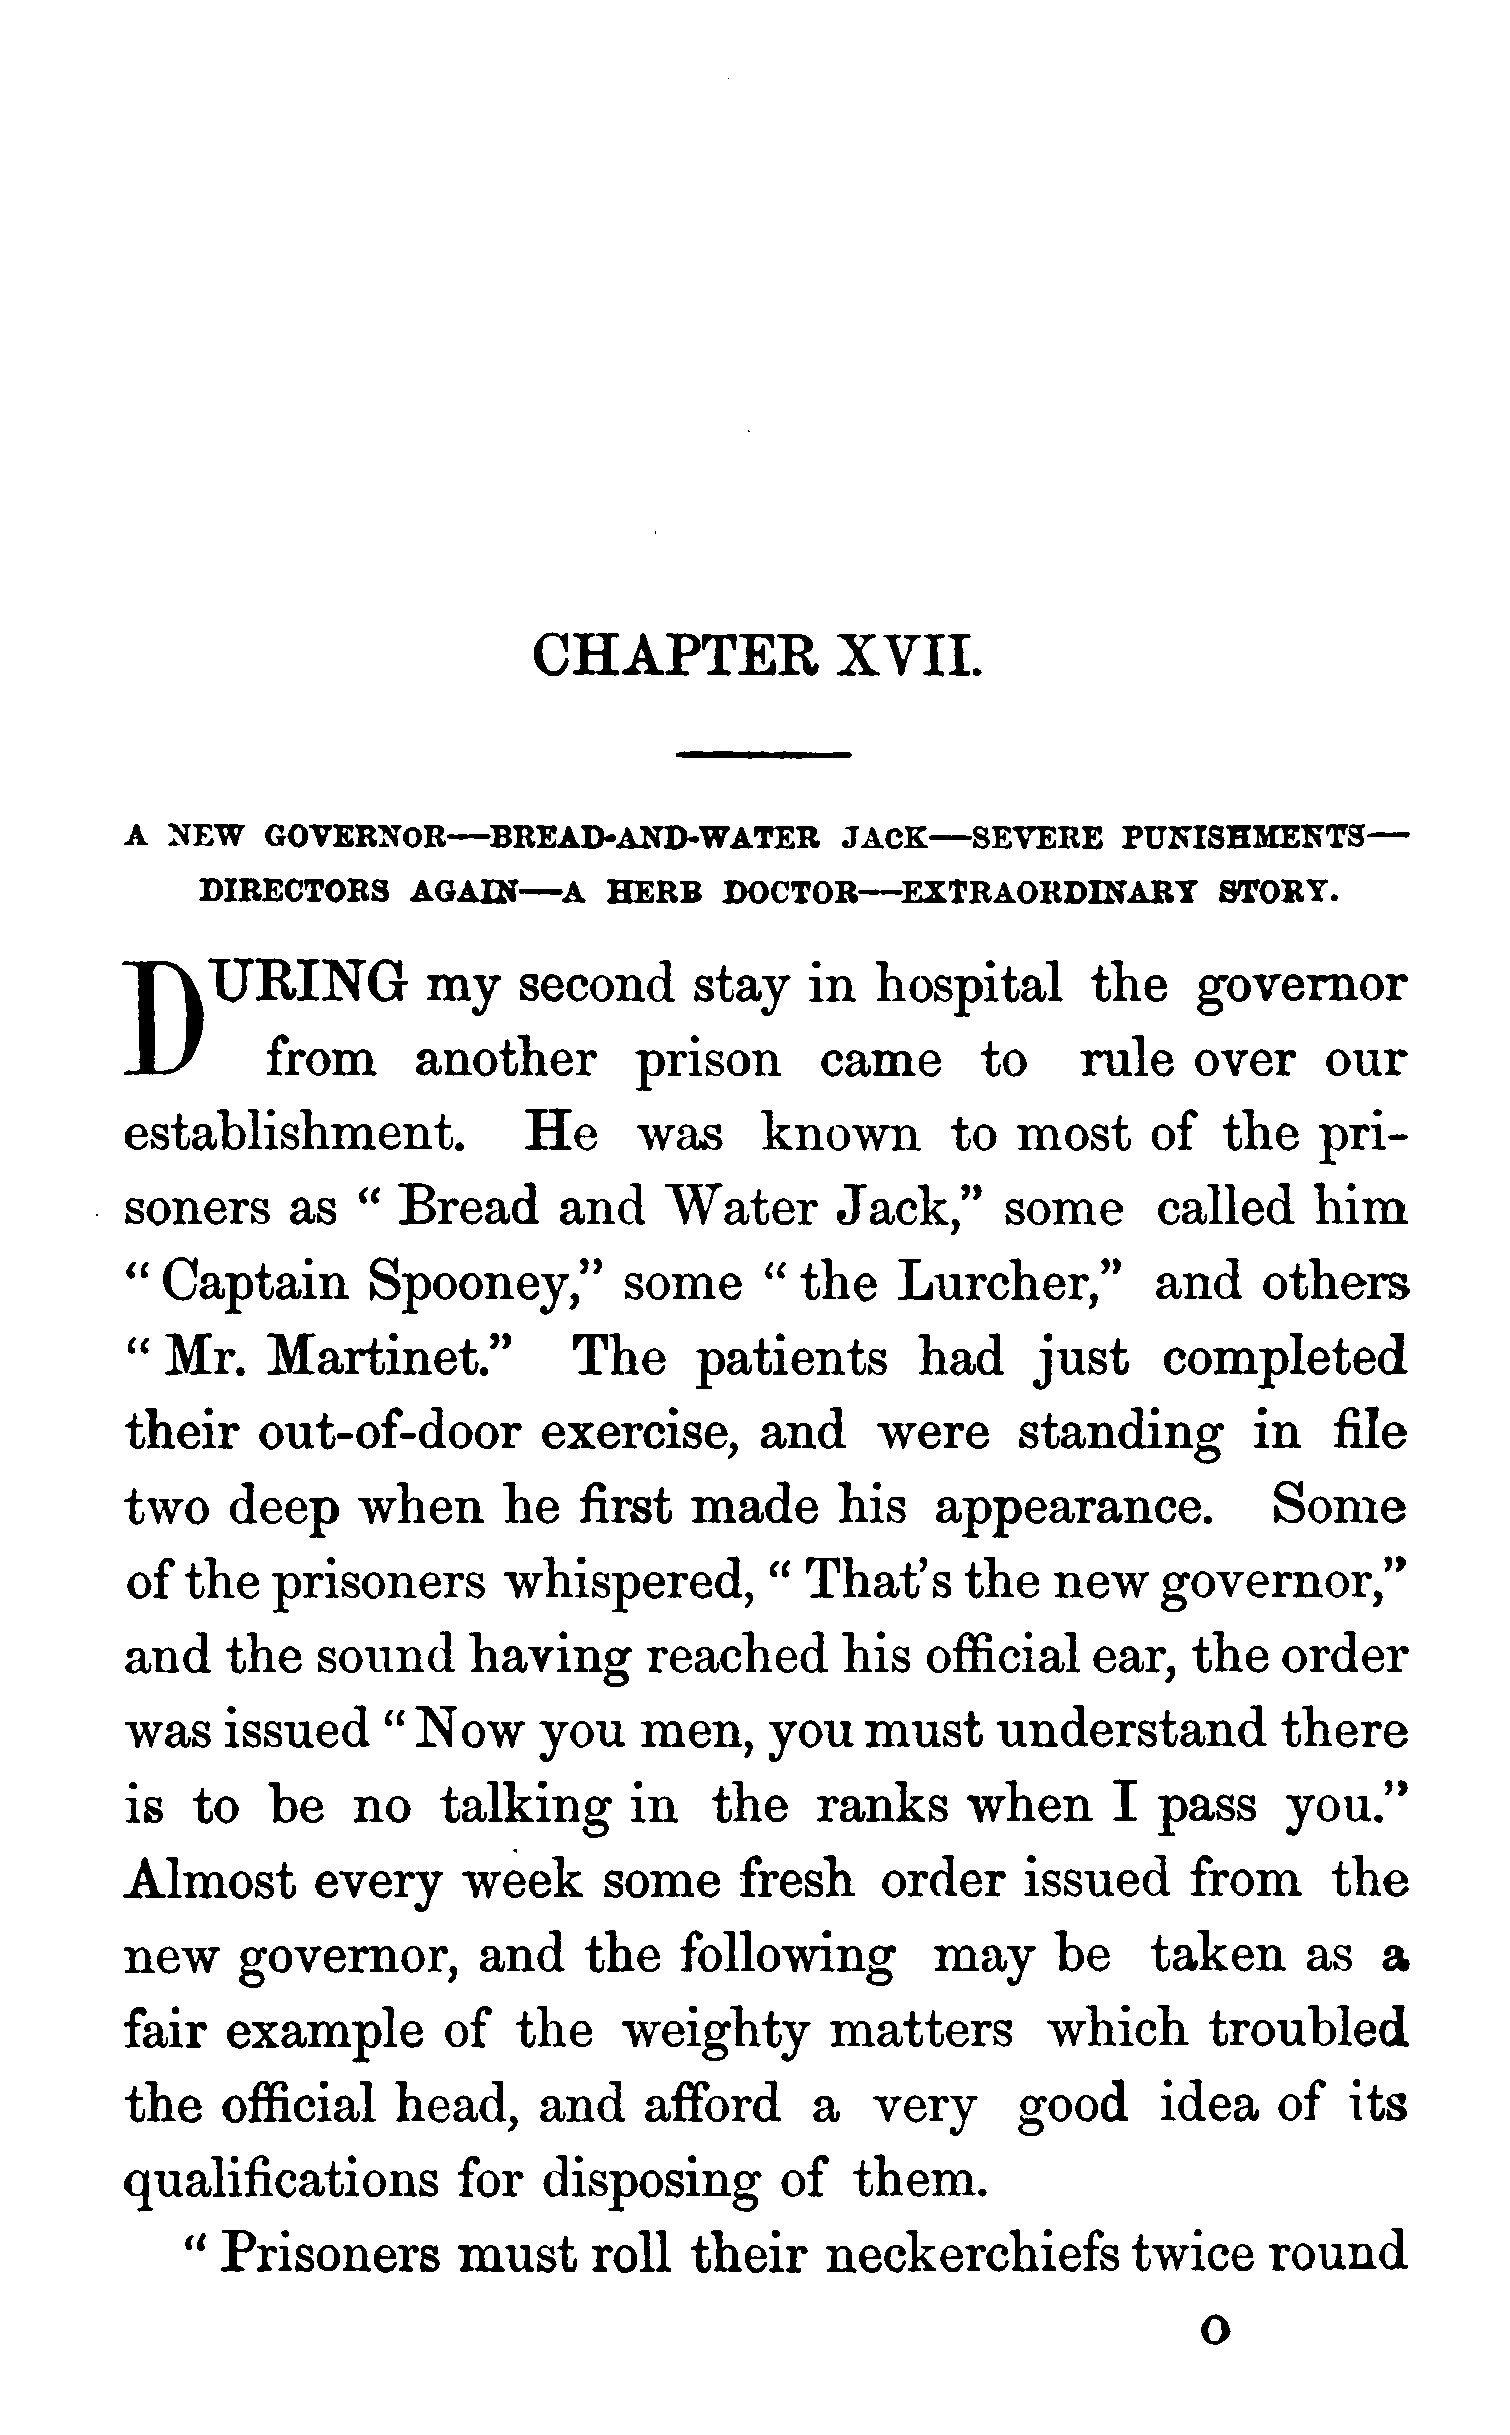 CHAPTER XVII.
A NEW GOVERNOR—BREAD-AND-WATER JACK—SEVERE PUNISHMENTS—
DIRECTORS AGAIN—A HERB DOCTOR—EXTRAORDINARY STORY.
DURING my second stay in hospital the governor
from another prison came to rule over our
establishment. He was known to most of the pri-
soners as “ Bread and Water Jack,” some called him
“ Captain Spooney,” some “ the Lurcher,” and others
“ Mr. Martinet.” The patients had just completed
their out-of-door exercise, and were standing in file
two deep when he first made his appearance. Some
of the prisoners whispered, “ That’s the new governor,”
and the sound having reached his official ear, the order
was issued “ Now you men, you must understand there
is to be no talking in the ranks when I pass you.”
Almost every week some fresh order issued from the
new governor, and the following may be taken as a
fair example of the weighty matters which troubled
the official head, and afford a very good idea of its
qualifications for disposing of them.
“ Prisoners must roll their neckerchiefs twice round
O